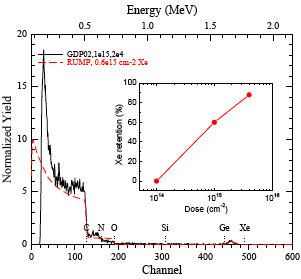 Energy (MeV)
0.5 1.0 1.5
20
15
10
5
0
Normalized Yield
GDP02,1e15,2e4
RUMP, 0.6e15 cm-2 Xe
100
80
60
40
20
0
Xe retention (%)
10^14 10^15 10^16
Dose (cm^-2)
C N O Si Ge Xe
0 100 200 300 400 500 600
Channel